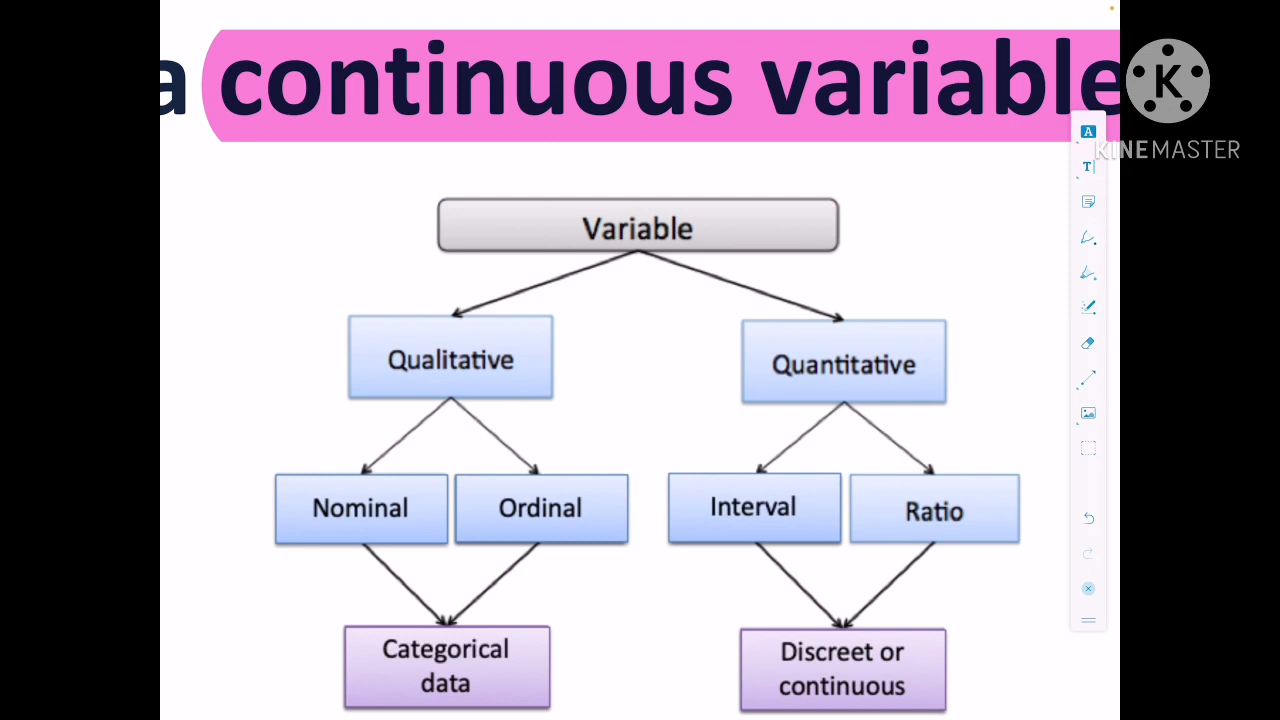 a continuous variable
K
KINEMASTER
A
T
Variable
Qualitative
Quantitative
Nominal
Ordinal
Interval
Ratio
Categorical
data
Discreet or
continuous